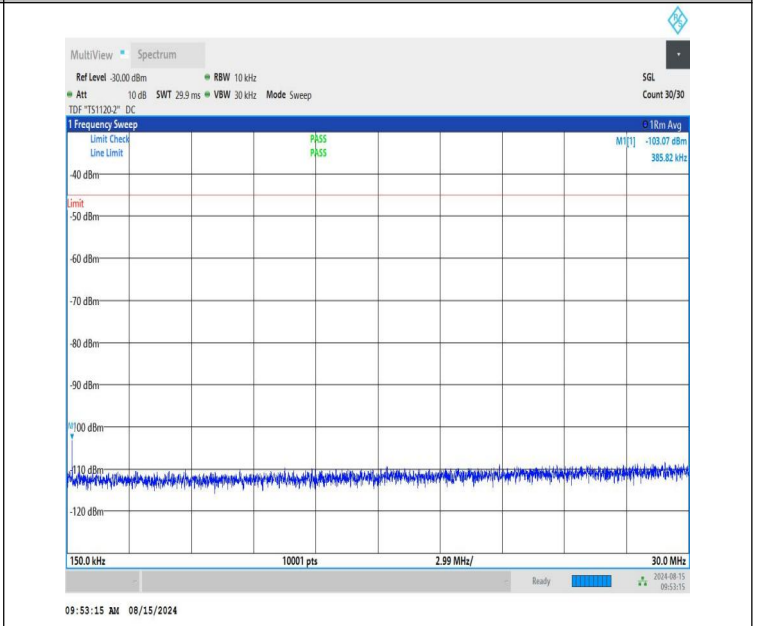 R S
MultiView Spectrum
Ref Level -30.00 dBm RBW 10 kHz SGL
Att 10 dB SWT 29.9 ms VBW 30 kHz Mode Sweep Count 30/30
TDF "TS1120-2" DC
1 Frequency Sweep 1Rm Avg
Limit Check PASS M1[1] -103.07 dBm
Line Limit PASS 385.82 kHz
-40 dBm
Limit
-50 dBm
-60 dBm
-70 dBm
-80 dBm
-90 dBm
M1
-100 dBm
-110 dBm
-120 dBm
150.0 kHz 10001 pts 2.99 MHz/ 30.0 MHz
Ready 2024-08-15
09:53:15
09:53:15 AM 08/15/2024